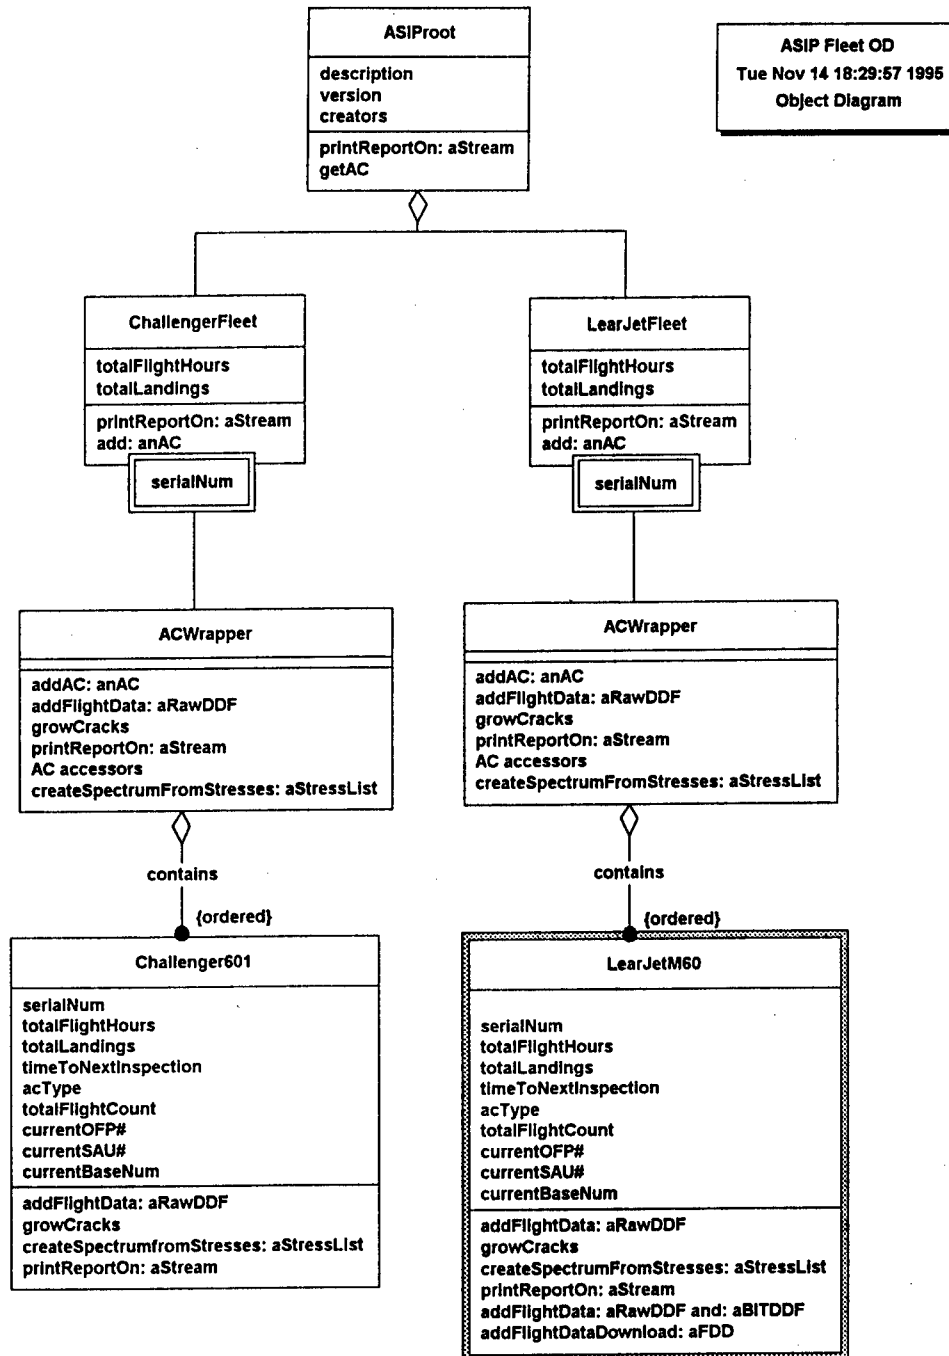 ASIProot
description
version
creators
printReportOn: aStream
getAC
ASIP Fleet OD
Tue Nov 14 18:29:57 1995
Object Diagram
ChallengerFleet
totalFlightHours
totalLandings
printReportOn: aStream
add: anAC
serialNum
LearJetFleet
totalFlightHours
totalLandings
printReportOn: aStream
add: anAC
serialNum
ACWrapper
addAC: anAC
addFlightData: aRawDDF
growCracks
printReportOn: aStream
AC accessors
createSpectrumFromStresses: aStressList
contains
{ordered}
ACWrapper
addAC: anAC
addFlightData: aRawDDF
growCracks
printReportOn: aStream
AC accessors
createSpectrumFromStresses: aStressList
contains
{ordered}
Challenger601
serialNum
totalFlightHours
totalLandings
timeToNextInspection
acType
totalFlightCount
currentOFP#
currentSAU#
currentBaseNum
addFlightData: aRawDDF
growCracks
createSpectrumfromStresses: aStressList
printReportOn: aStream
LearJetM60
serialNum
totalFlightHours
totalLandings
timeToNextInspection
acType
totalFlightCount
currentOFP#
currentSAU#
currentBaseNum
addFlightData: aRawDDF
growCracks
createSpectrumFromStresses: aStressList
printReportOn: aStream
addFlightData: aRawDDF and: aBITDDF
addFlightDataDownload: aFDD